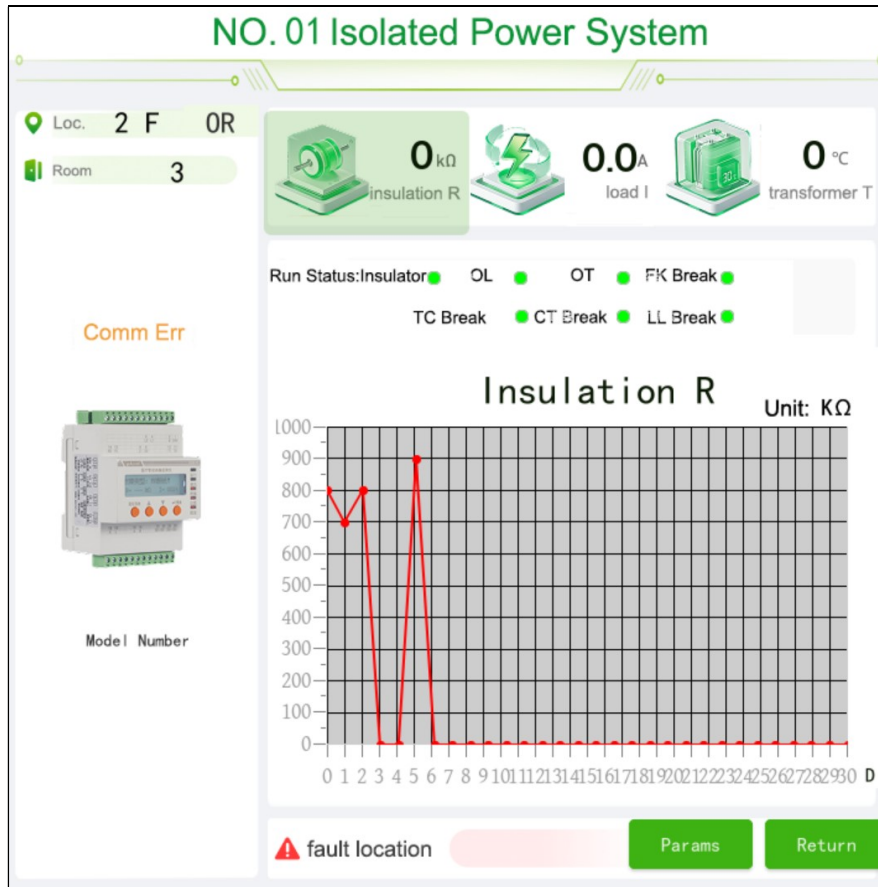 NO. 01 Isolated Power System
Loc. 2 F OR
Room 3
0 kΩ
insulation R
0.0 A
load I
0 ℃
transformer T
Run Status:Insulator OL OT FK Break
TC Break CT Break LL Break
Comm Err
Model Number
Insulation R
Unit: KΩ
1000
900
800
700
600
500
400
300
200
100
0
0 1 2 3 4 5 6 7 8 9 10 11 12 13 14 15 16 17 18 19 20 21 22 23 24 25 26 27 28 29 30 D
fault location
Params
Return